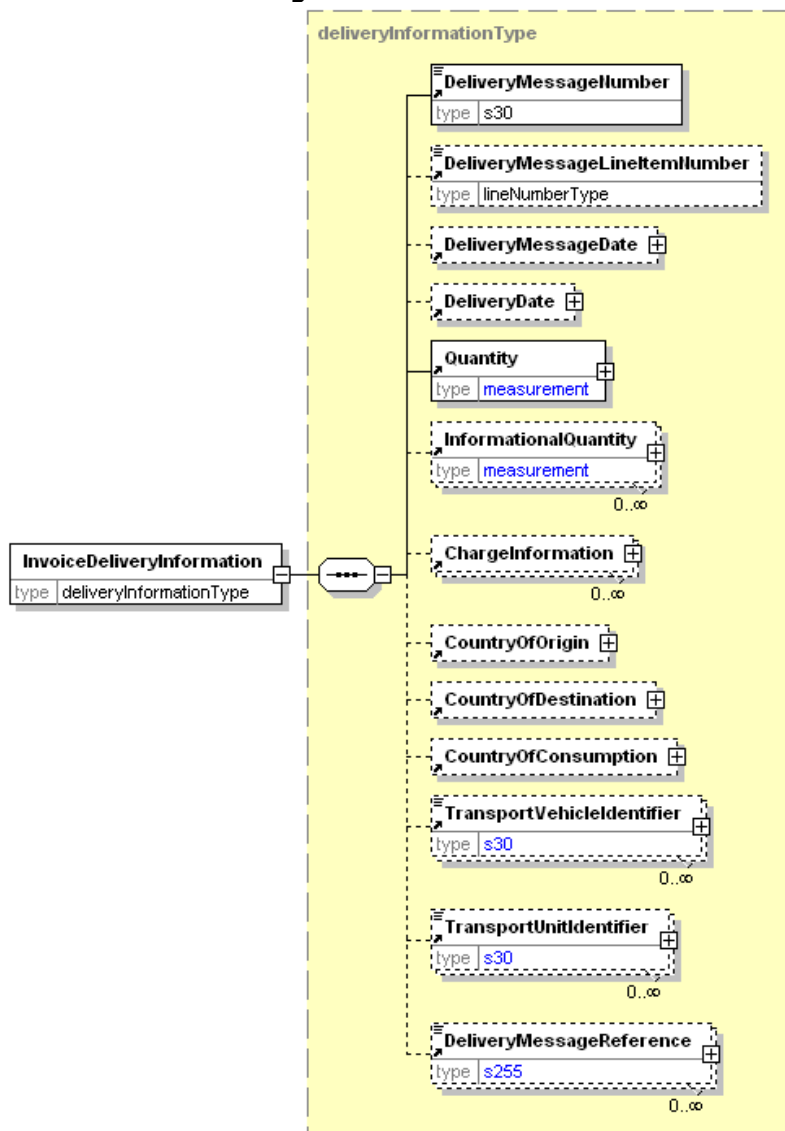 deliveryInformationType
DeliveryMessageNumber
type s30
DeliveryMessageLineItemNumber
type lineNumberType
DeliveryMessageDate
DeliveryDate
Quantity
type measurement
InformationalQuantity
type measurement
0..∞
InvoiceDeliveryInformation
type deliveryInformationType
ChargeInformation
0..∞
CountryOfOrigin
CountryOfDestination
CountryOfConsumption
TransportVehicleIdentifier
type s30
0..∞
TransportUnitIdentifier
type s30
0..∞
DeliveryMessageReference
type s255
0..∞